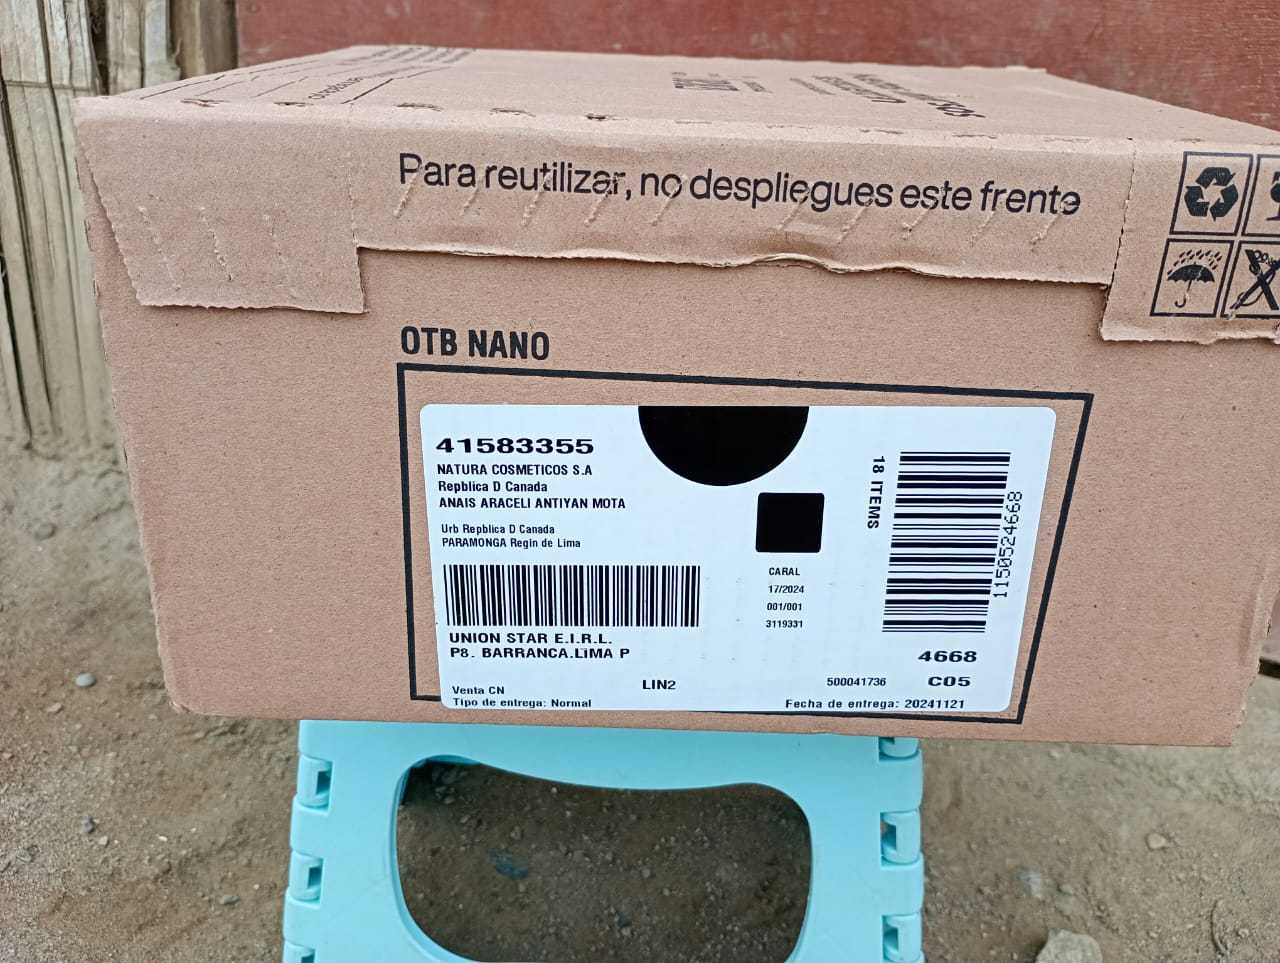 Para reutilizar, no despliegues este frente
OTB NANO
41583355
NATURA COSMETICOS S.A
Repblica D Canada
ANAIS ARACELI ANTIYAN MOTA
Urb Repblica D Canada
PARAMONGA Regin de Lima
18 ITEMS
1150524668
CARAL
17/2024
001/001
3119331
UNION STAR E.I.R.L.
P8. BARRANCA.LIMA P
4668
C05
LIN2
500041736
Venta CN
Tipo de entrega: Normal
Fecha de entrega: 20241121